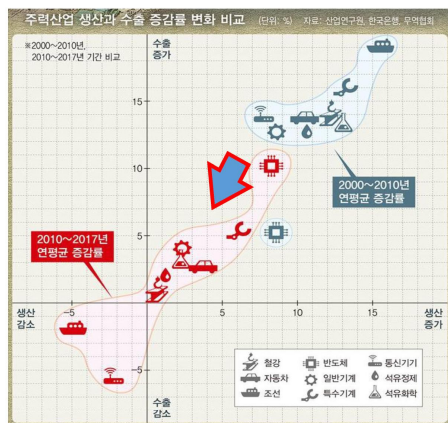 주력산업 생산과 수출 증감률 변화 비교 (단위: %) 자료: 산업연구원, 한국은행, 무역협회
※2000~2010년,
2010~2017년 기간 비교
수출
증가
15
10
2000~2010년
연평균 증감률
2010~2017년
연평균 증감률
5
생산
감소
-5
0
5
10
15
생산
증가
-5
수출
감소
철강 반도체 통신기기
자동차 일반기계 석유정제
조선 특수기계 석유화학